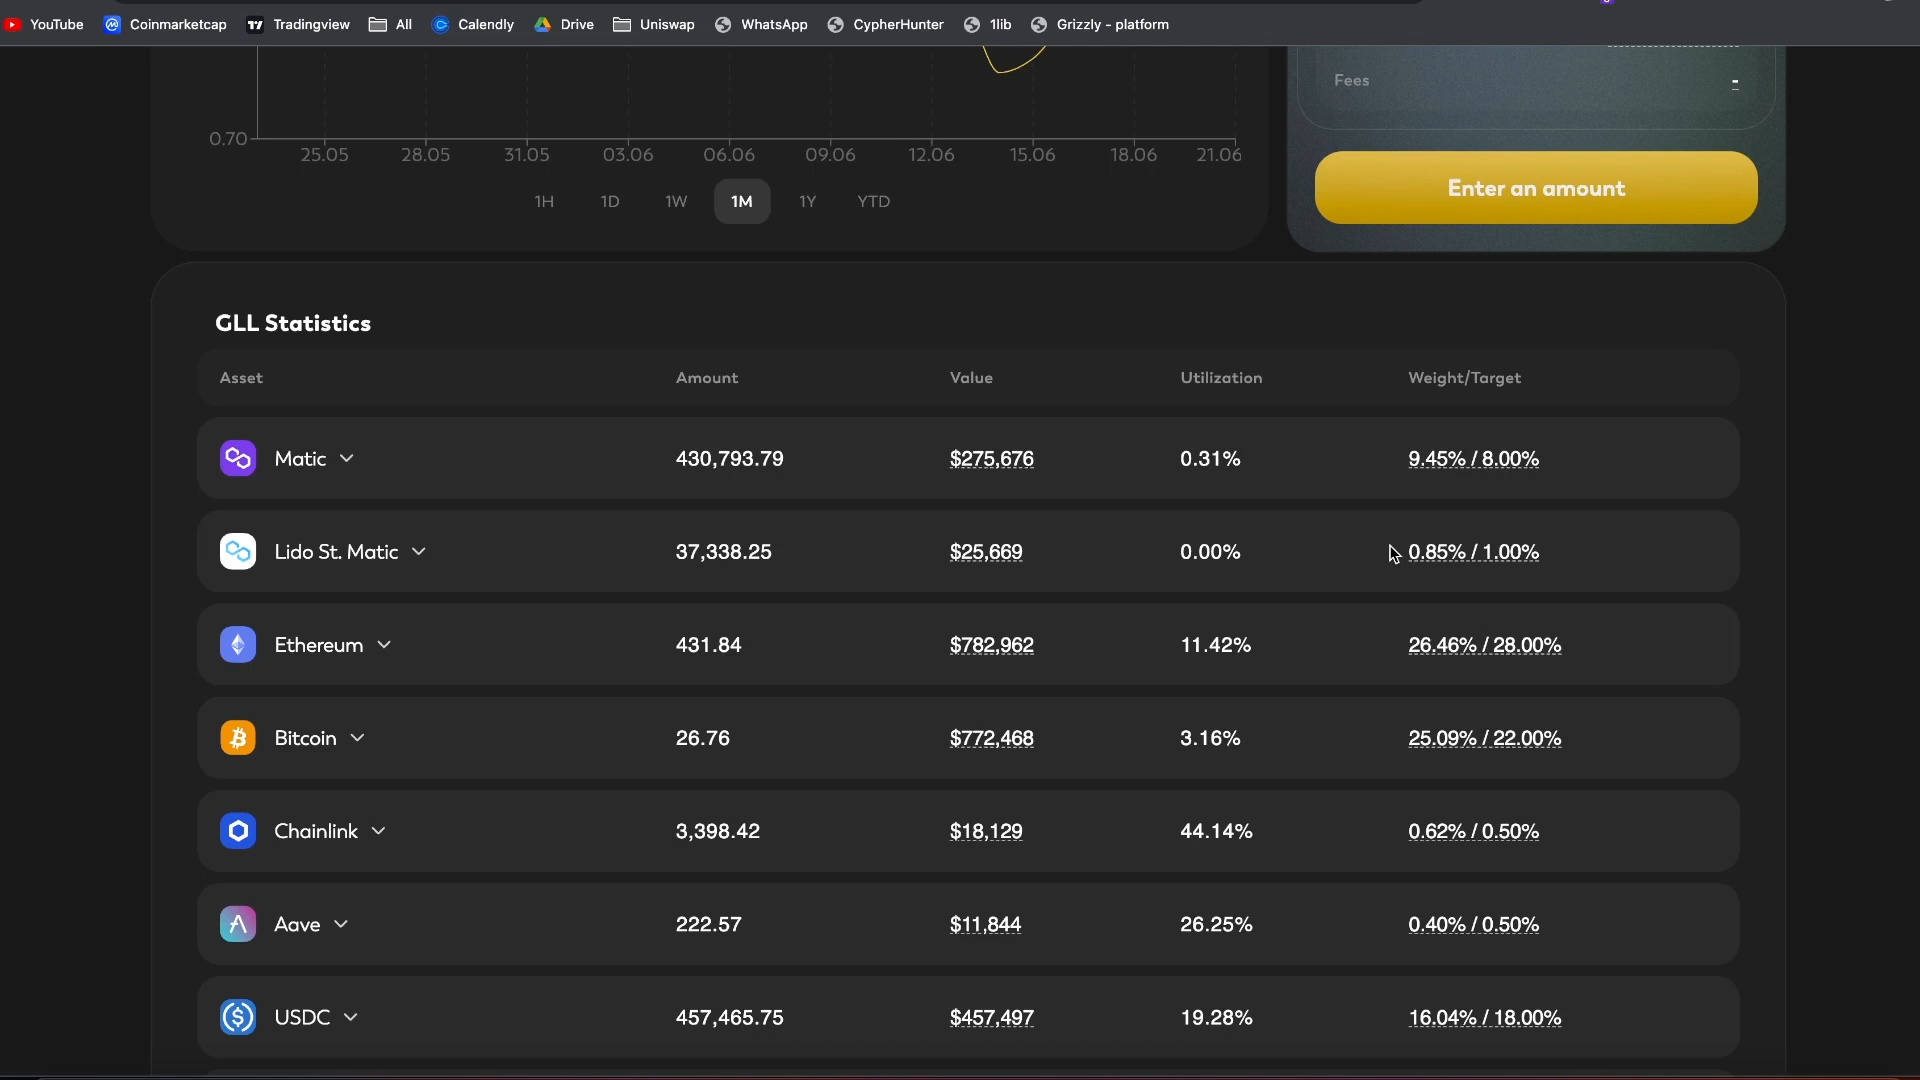 YouTube Coinmarketcap Tradingview All Calendly Drive Uniswap WhatsApp CypherHunter 1lib Grizzly - platform
Fees -
0.70
25.05 28.05 31.05 03.06 06.06 09.06 12.06 15.06 18.06 21.06
1H 1D 1W 1M 1Y YTD
Enter an amount
GLL Statistics
Asset Amount Value Utilization Weight/Target
Matic 430,793.79 $275,676 0.31% 9.45% / 8.00%
Lido St. Matic 37,338.25 $25,669 0.00% 0.85% / 1.00%
Ethereum 431.84 $782,962 11.42% 26.46% / 28.00%
Bitcoin 26.76 $772,468 3.16% 25.09% / 22.00%
Chainlink 3,398.42 $18,129 44.14% 0.62% / 0.50%
Aave 222.57 $11,844 26.25% 0.40% / 0.50%
USDC 457,465.75 $457,497 19.28% 16.04% / 18.00%